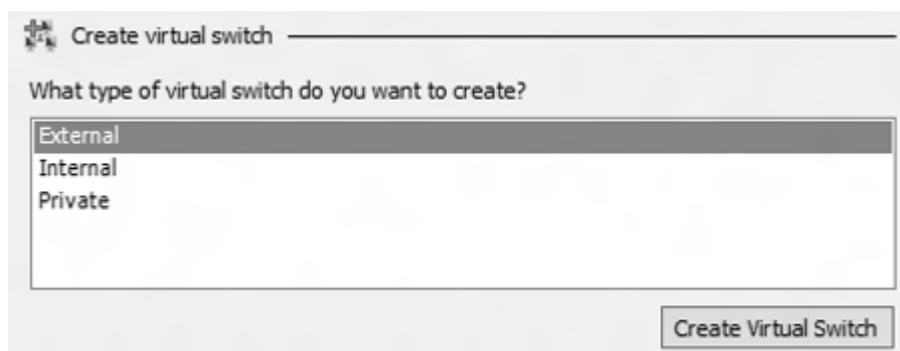 Create virtual switch
What type of virtual switch do you want to create?
External
Internal
Private
Create Virtual Switch